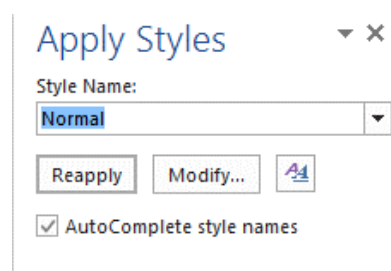 Apply Styles
Style Name:
Normal
Reapply Modify...
AutoComplete style names